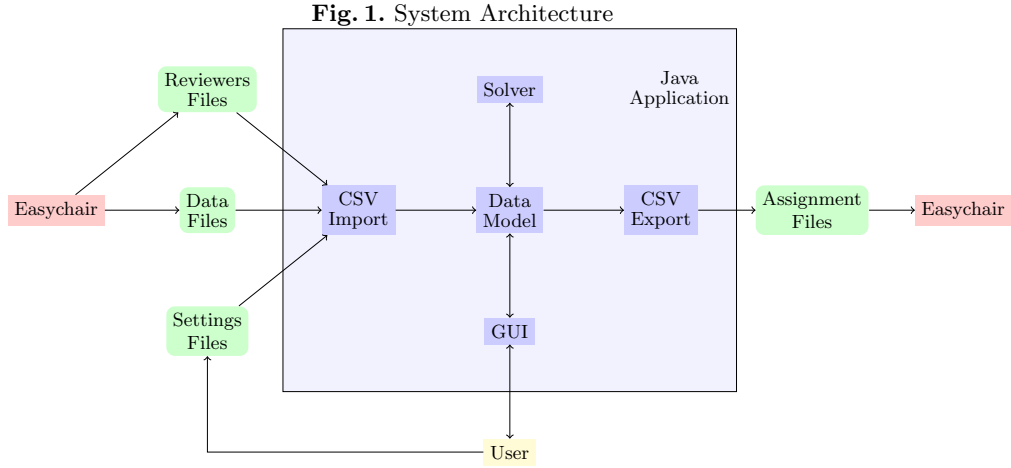 Fig. 1. System Architecture
Reviewers
Files
Solver
Java
Application
Easychair
Data
Files
CSV
Import
Data
Model
CSV
Export
Assignment
Files
Easychair
Settings
Files
GUI
User